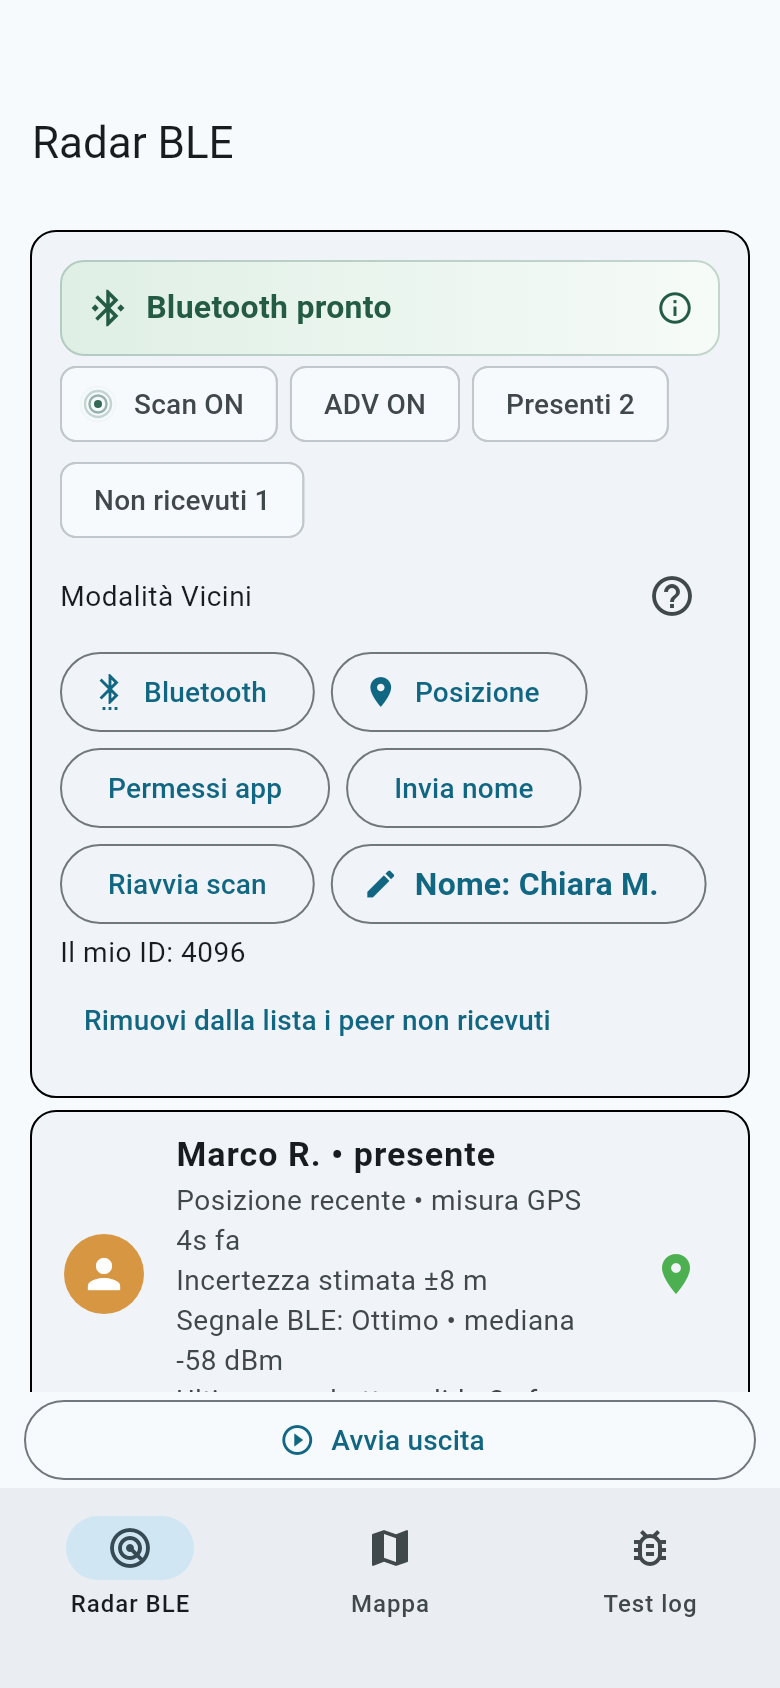 Radar BLE
Bluetooth pronto
Scan ON
ADV ON
Presenti 2
Non ricevuti 1
Modalità Vicini
Bluetooth
Posizione
Permessi app
Invia nome
Riavvia scan
Nome: Chiara M.
Il mio ID: 4096
Rimuovi dalla lista i peer non ricevuti
Marco R. • presente
Posizione recente • misura GPS
4s fa
Incertezza stimata ±8 m
Segnale BLE: Ottimo • mediana
-58 dBm
Avvia uscita
Radar BLE
Mappa
Test log